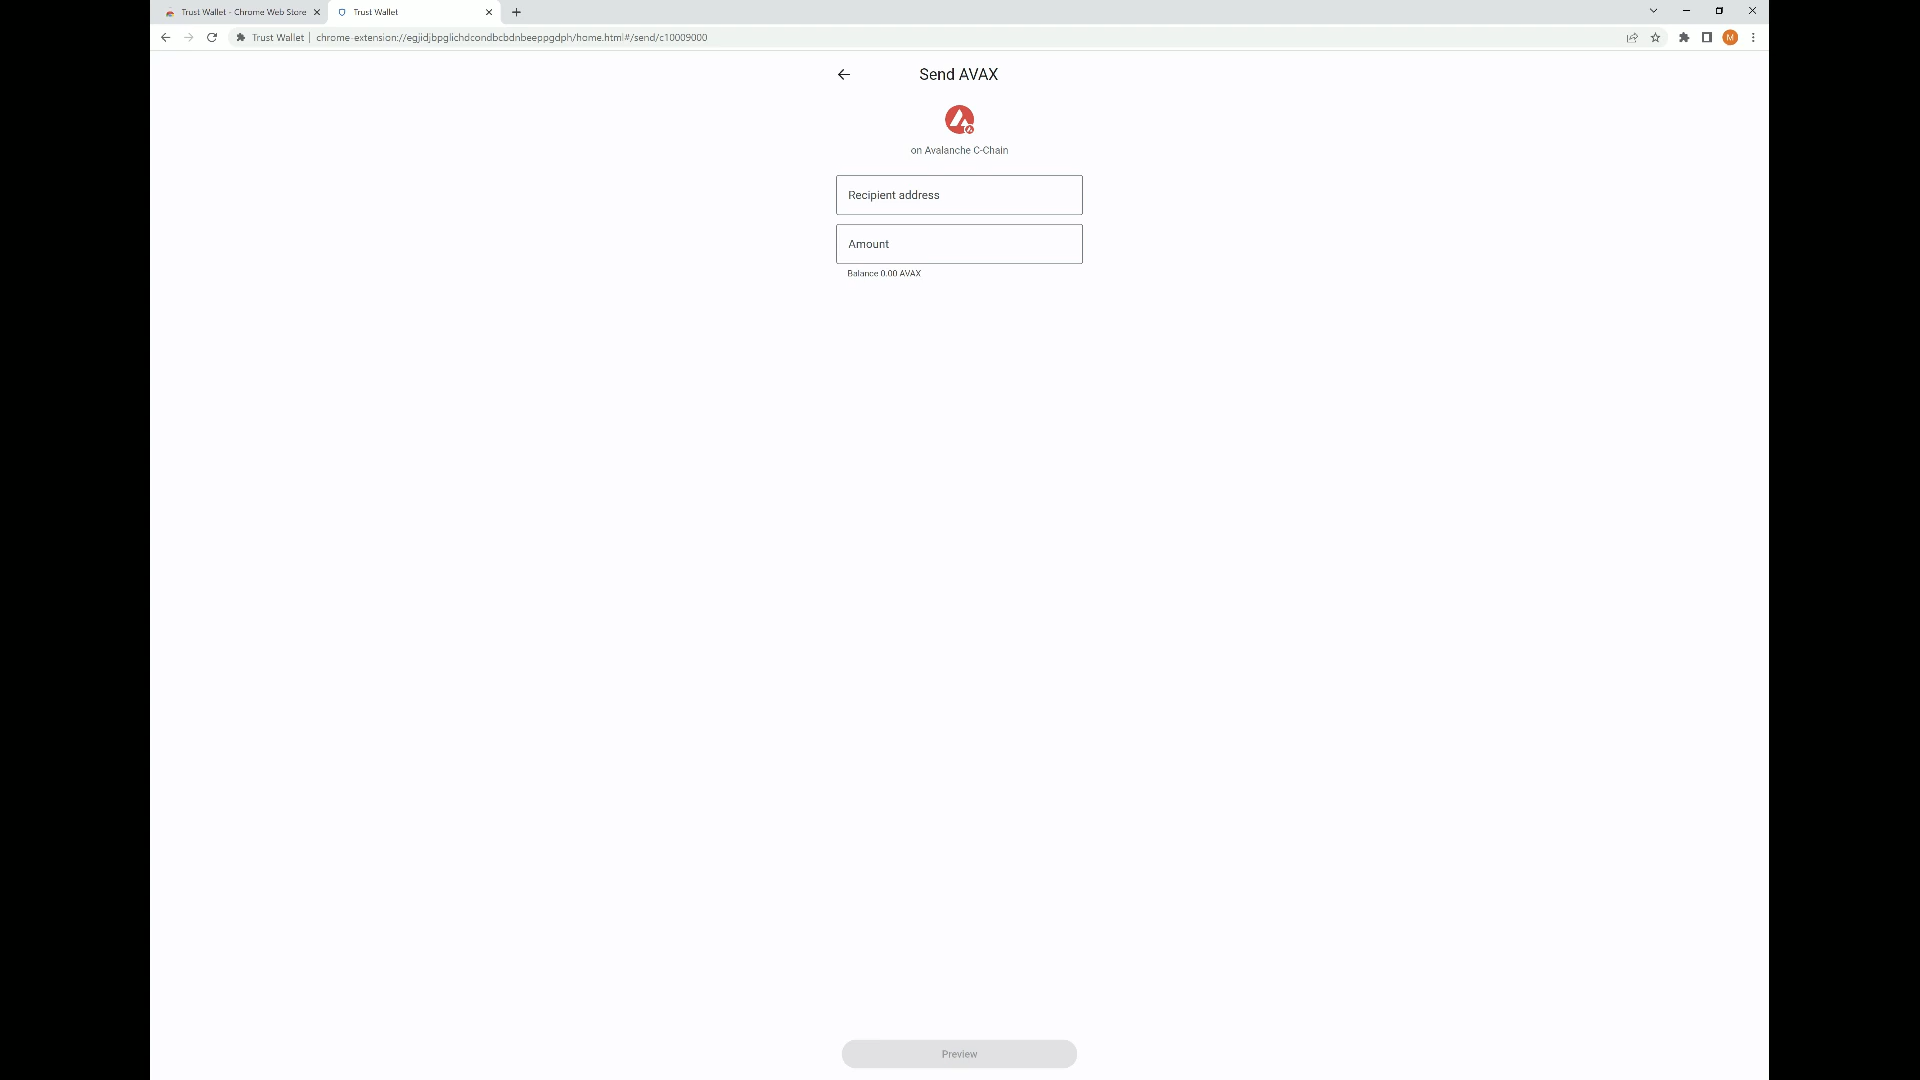 Trust Wallet - Chrome Web Store
Trust Wallet
Trust Wallet | chrome-extension://egjidjbpglichdcondbcbdnbeeppgdph/home.html#/send/c10009000
M
Send AVAX
on Avalanche C-Chain
Recipient address
Amount
Balance 0.00 AVAX
Preview